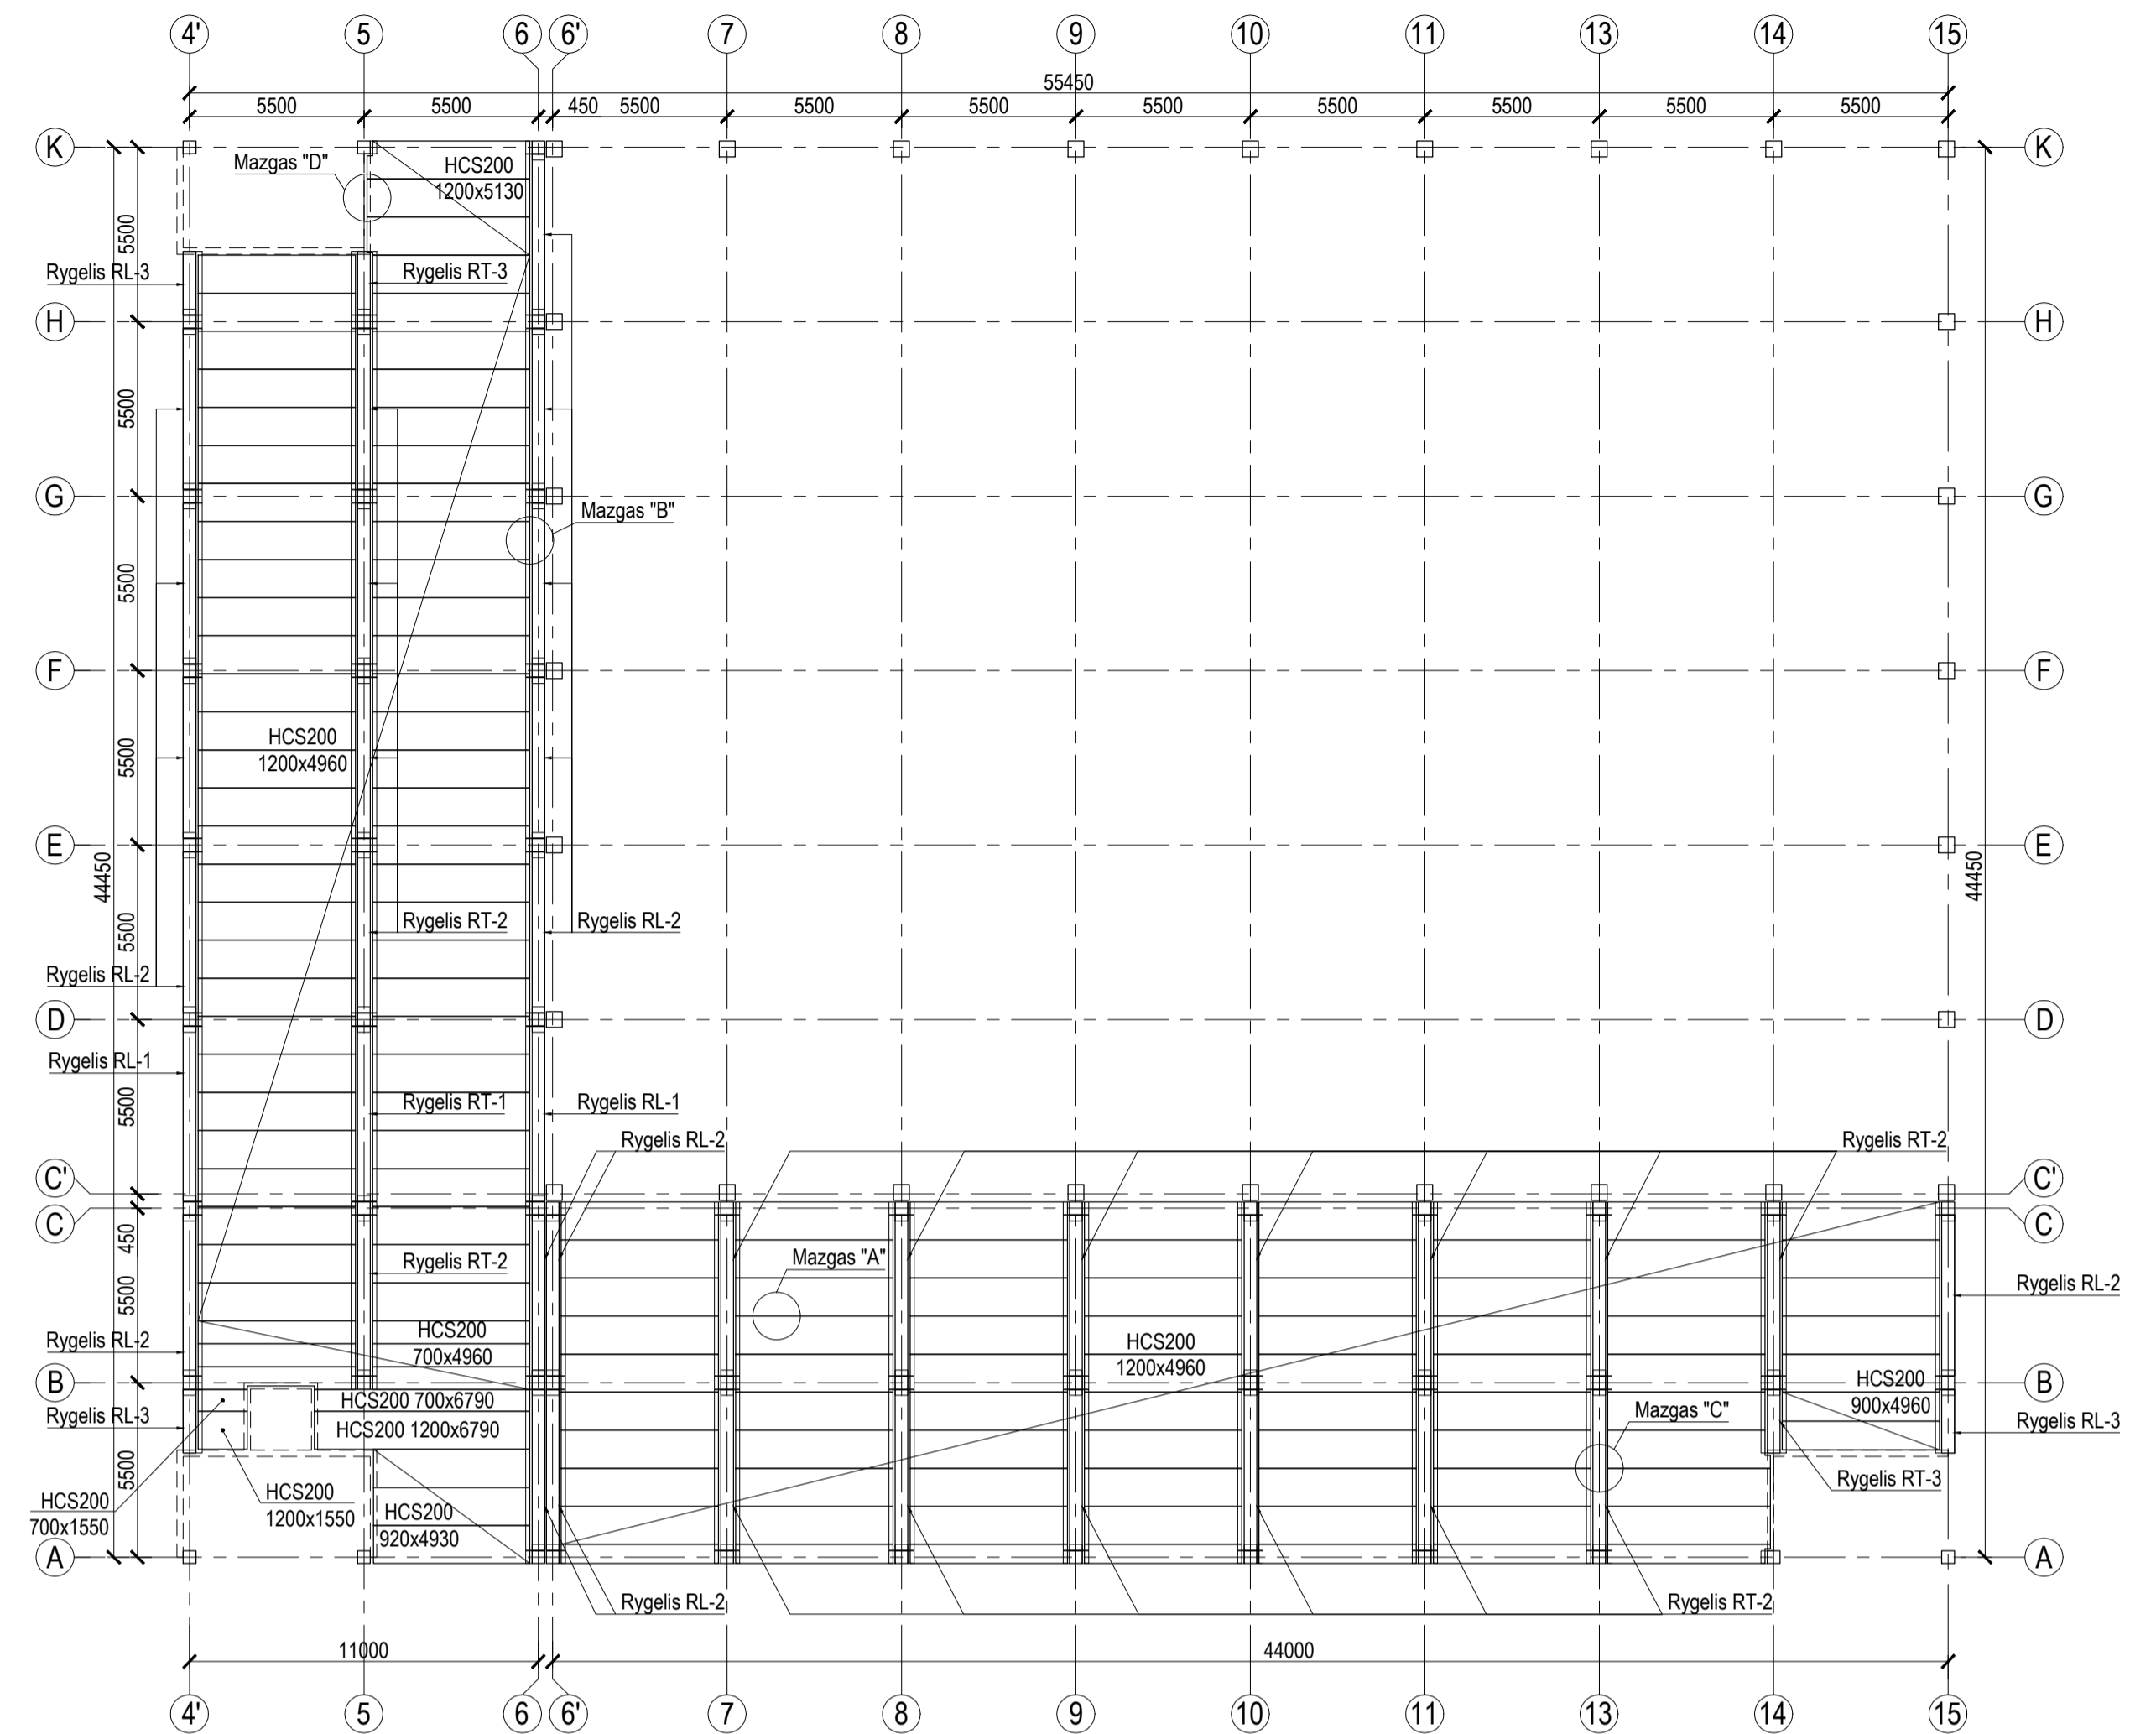 4' 5 6 6' 7 8 9 10 11 13 14 15
55450
5500 5500 450 5500 5500 5500 5500 5500 5500 5500 5500
K K
Mazgas "D"
HCS200
1200x5130
5500
Rygelis RL-3
Rygelis RT-3
H H
5500
G G
Mazgas "B"
5500
F F
HCS200
1200x4960
5500
E E
44450
44450
5500
Rygelis RT-2
Rygelis RL-2
Rygelis RL-2
D D
Rygelis RL-1
5500
Rygelis RT-1
Rygelis RL-1
Rygelis RL-2
Rygelis RT-2
C' C'
C C
450
Rygelis RT-2
Mazgas "A"
5500
Rygelis RL-2
HCS200
700x4960
HCS200
1200x4960
Rygelis RL-2
B B
HCS200
900x4960
HCS200 700x6790
Rygelis RL-3
HCS200 1200x6790
Mazgas "C"
Rygelis RL-3
5500
Rygelis RT-3
HCS200
700x1550
HCS200
1200x1550
HCS200
920x4930
A A
Rygelis RL-2
Rygelis RT-2
11000 44000
4' 5 6 6' 7 8 9 10 11 13 14 15